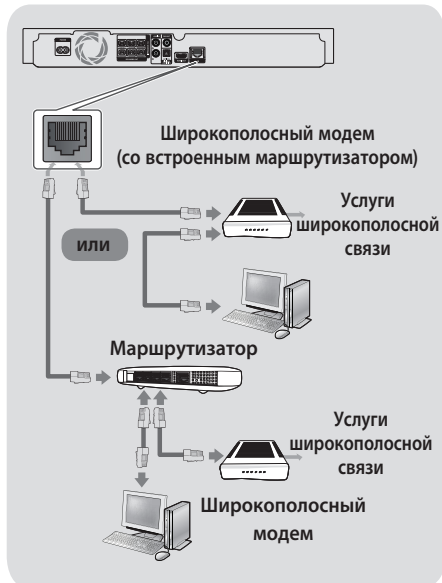 Широкополосный модем
(со встроенным маршрутизатором)
Услуги
широкополосной
связи
или
Маршрутизатор
Услуги
широкополосной
связи
Широкополосный
модем